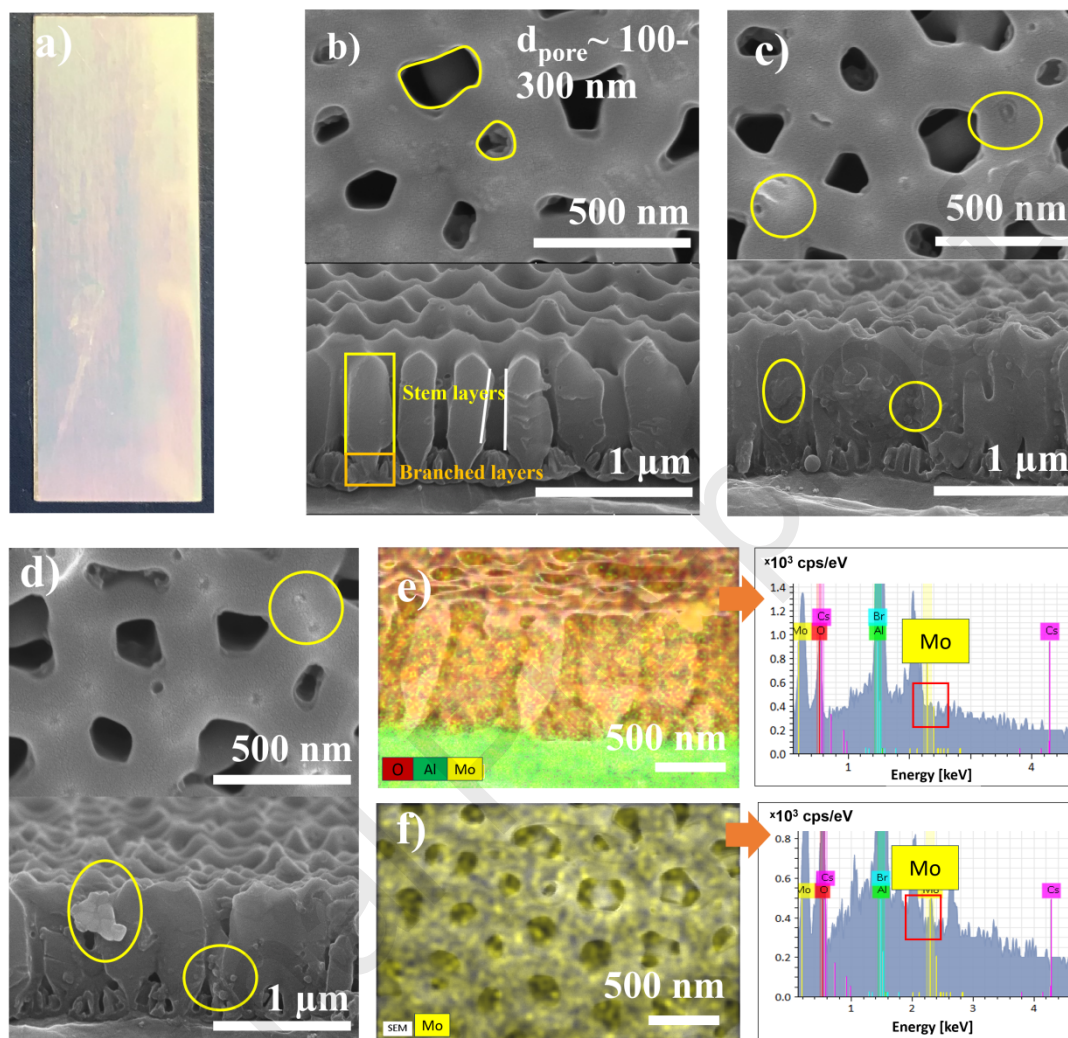 a)
b)
d_pore ~ 100-
300 nm
500 nm
Stem layers
Branched layers
1 µm
c)
500 nm
1 µm
d)
500 nm
1 µm
e)
500 nm
O Al Mo
x10³ cps/eV
1.4
1.2
1.0
0.8
0.6
0.4
0.2
0.0
Cs
Br
Mo O Al Cs
Mo
1 4
Energy [keV]
f)
500 nm
SEM Mo
x10³ cps/eV
0.8
0.6
0.4
0.2
0.0
Cs
Br
Mo O Al Mo Cs
Mo
1 2 3 4
Energy [keV]